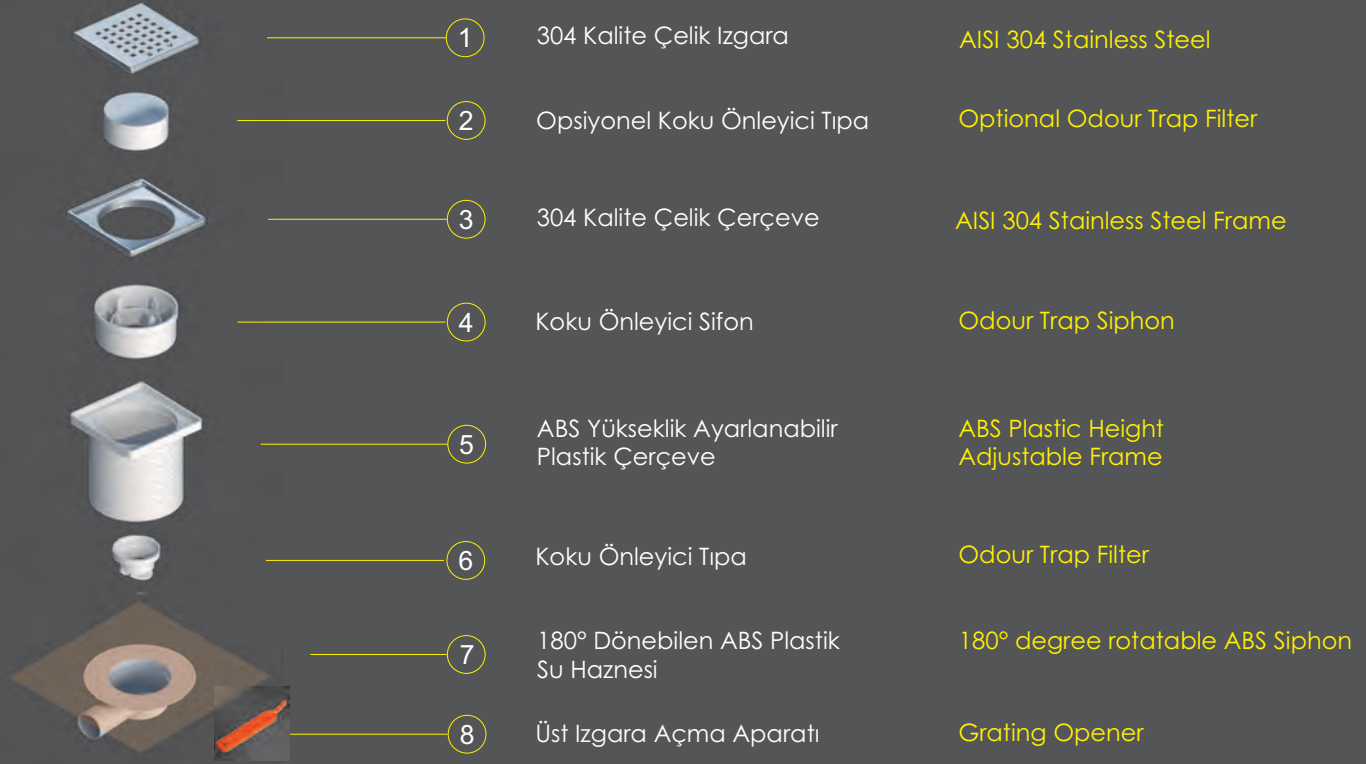 1 304 Kalite Çelik Izgara AISI 304 Stainless Steel
2 Opsiyonel Koku Önleyici Tıpa Optional Odour Trap Filter
3 304 Kalite Çelik Çerçeve AISI 304 Stainless Steel Frame
4 Koku Önleyici Sifon Odour Trap Siphon
5 ABS Yükseklik Ayarlanabilir ABS Plastic Height
Plastik Çerçeve Adjustable Frame
6 Koku Önleyici Tıpa Odour Trap Filter
7 180° Dönebilen ABS Plastik 180° degree rotatable ABS Siphon
Su Haznesi
8 Üst Izgara Açma Aparatı Grating Opener